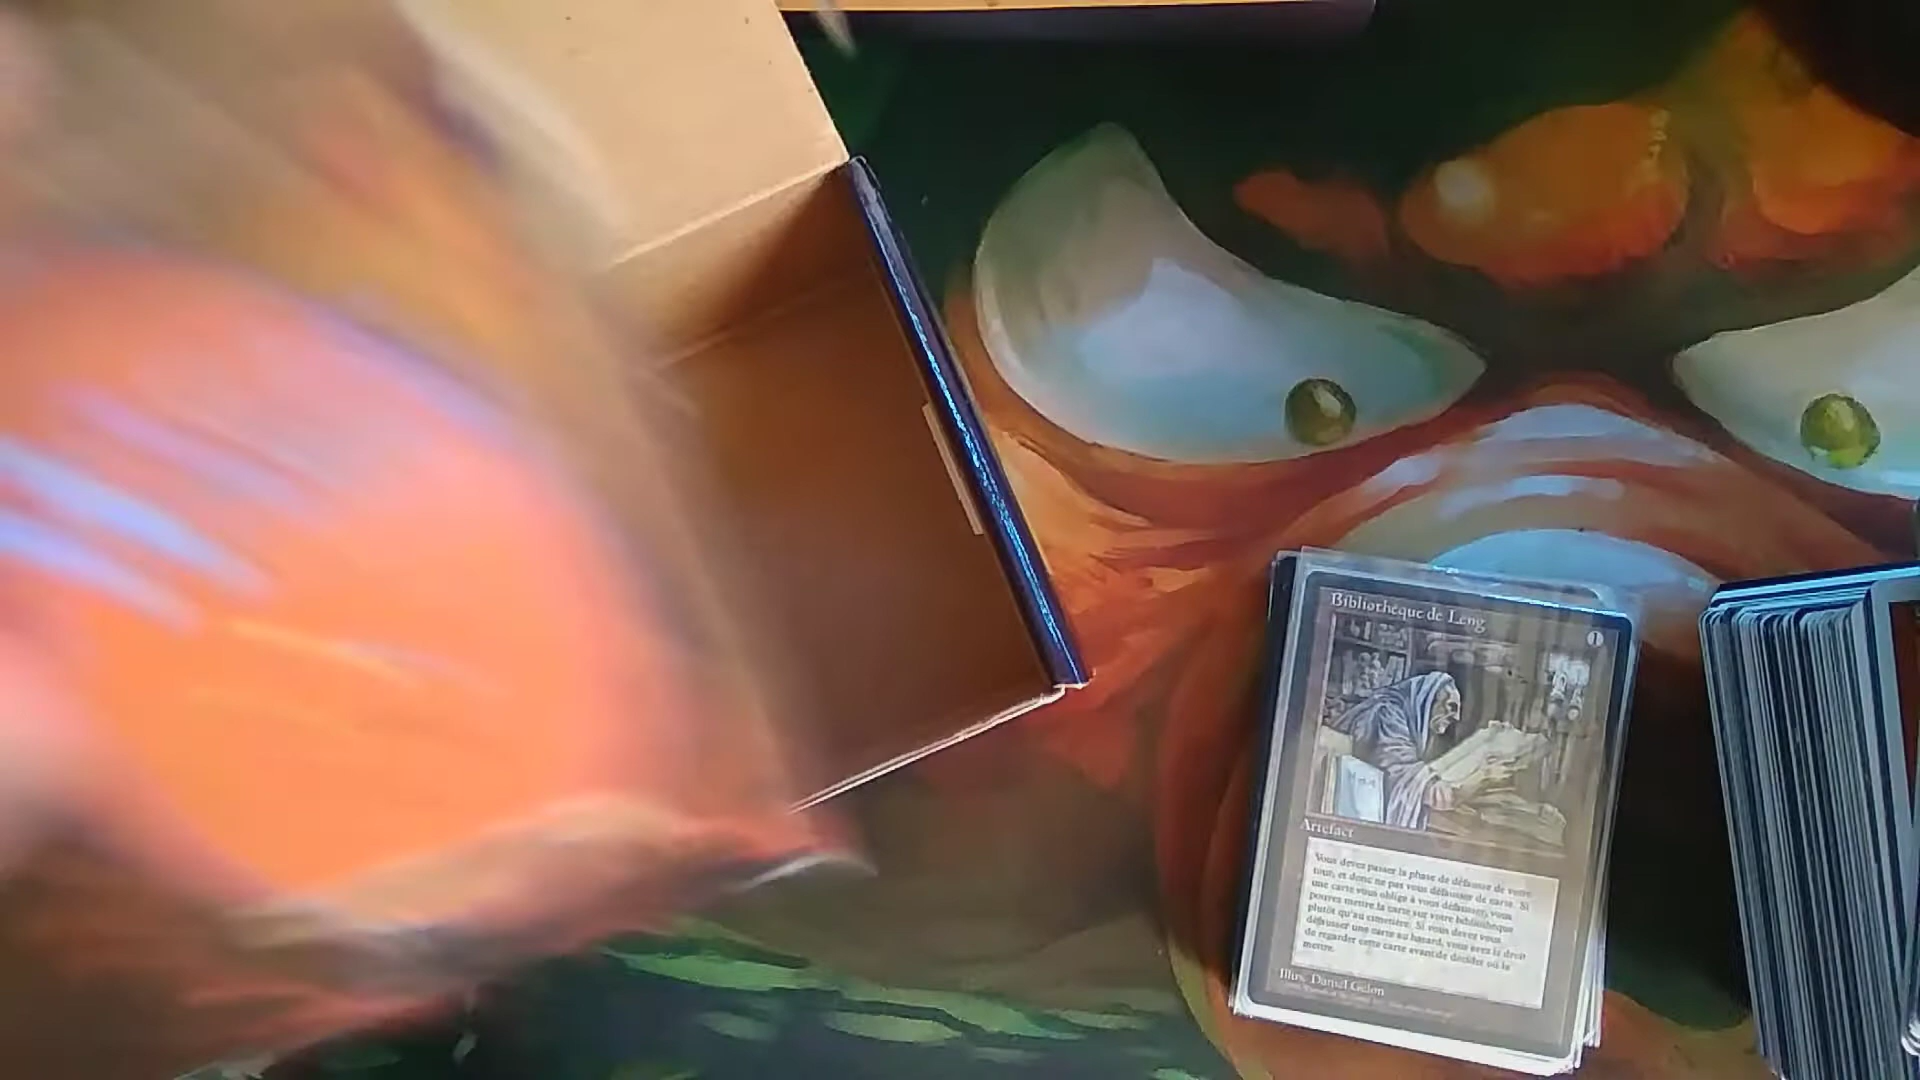 Bibliothèque de Leng
1
Artefact
Vous devez passer la phase de défausse de votre
tour, et donc ne pas vous défausser de carte. Si
une carte vous oblige à vous défausser, vous
pouvez mettre la carte sur votre bibliothèque
plutôt qu'au cimetière. Si vous devez vous
défausser une carte au hasard, vous avez le droit
de regarder cette carte avant de décider où la
mettre.
Illus. Daniel Gelon